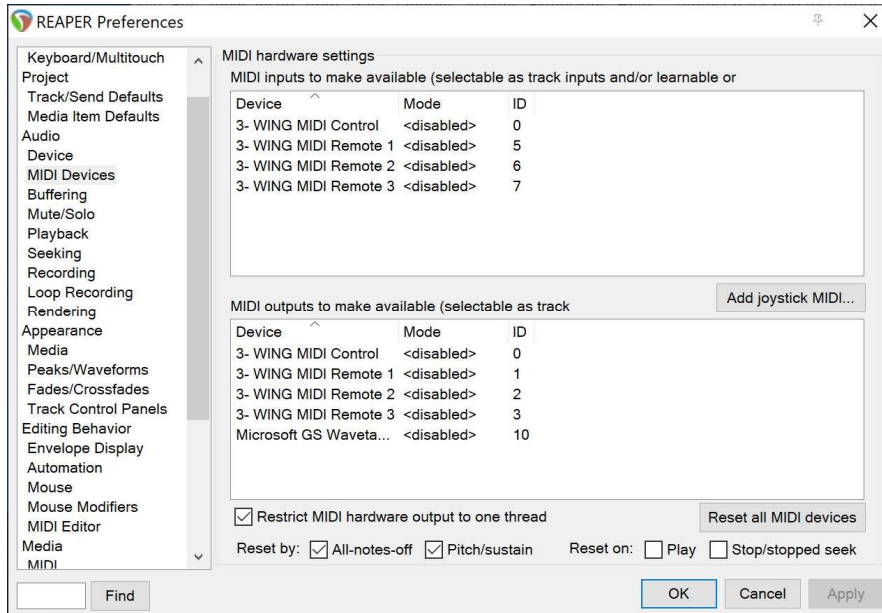 REAPER Preferences
Keyboard/Multitouch
Project
Track/Send Defaults
Media Item Defaults
Audio
Device
MIDI Devices
Buffering
Mute/Solo
Playback
Seeking
Recording
Loop Recording
Rendering
Appearance
Media
Peaks/Waveforms
Fades/Crossfades
Track Control Panels
Editing Behavior
Envelope Display
Automation
Mouse
Mouse Modifiers
MIDI Editor
Media
MIDI
Find
MIDI hardware settings
MIDI inputs to make available (selectable as track inputs and/or learnable or
Device Mode ID
3- WING MIDI Control <disabled> 0
3- WING MIDI Remote 1 <disabled> 5
3- WING MIDI Remote 2 <disabled> 6
3- WING MIDI Remote 3 <disabled> 7
Add joystick MIDI...
MIDI outputs to make available (selectable as track
Device Mode ID
3- WING MIDI Control <disabled> 0
3- WING MIDI Remote 1 <disabled> 1
3- WING MIDI Remote 2 <disabled> 2
3- WING MIDI Remote 3 <disabled> 3
Microsoft GS Waveta... <disabled> 10
Restrict MIDI hardware output to one thread Reset all MIDI devices
Reset by: All-notes-off Pitch/sustain Reset on: Play Stop/stopped seek
OK Cancel Apply